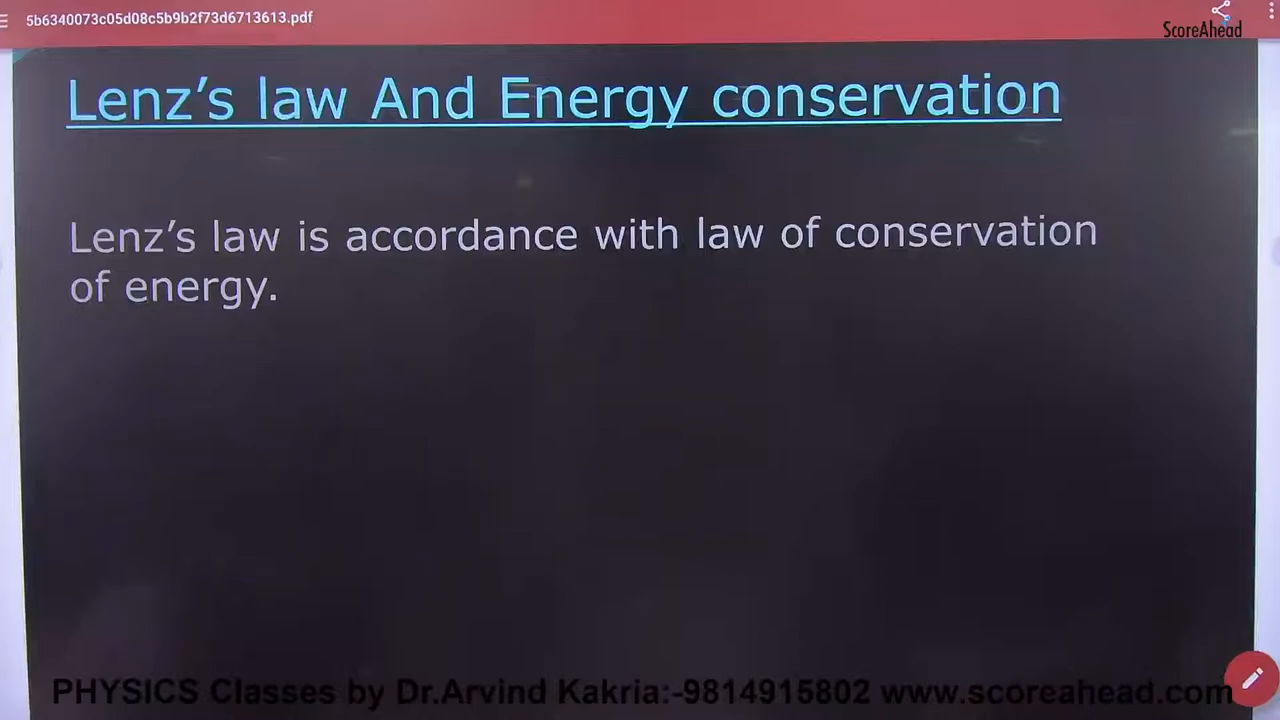 5b6340073c05d08c5b9b2f73d6713613.pdf
ScoreAhead
Lenz’s law And Energy conservation
Lenz’s law is accordance with law of conservation
of energy.
PHYSICS Classes by Dr.Arvind Kakria:-9814915802 www.scoreahead.com